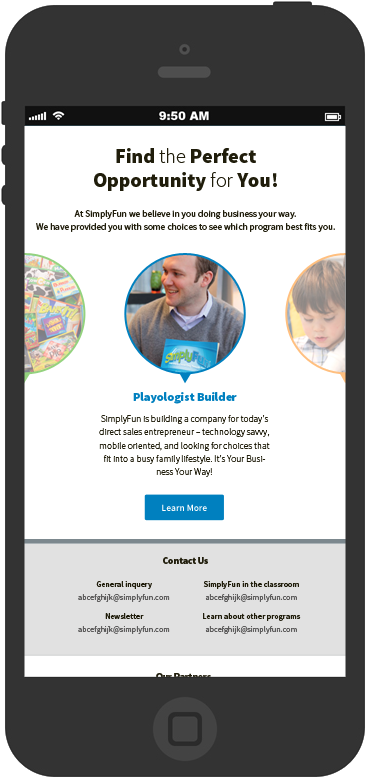 9:50 AM
Find the Perfect
Opportunity for You!
At SimplyFun we believe in you doing business your way.
We have provided you with some choices to see which program best fits you.
SimplyFun
Playologist Builder
SimplyFun is building a company for today's
direct sales entrepreneur – technology savvy,
mobile oriented, and looking for choices that
fit into a busy family lifestyle. It's Your Busi-
ness Your Way!
Learn More
Contact Us
General inquery
SimplyFun in the classroom
abcefghijk@simplyfun.com
abcefghijk@simplyfun.com
Newsletter
Learn about other programs
abcefghijk@simplyfun.com
abcefghijk@simplyfun.com
Our Partners